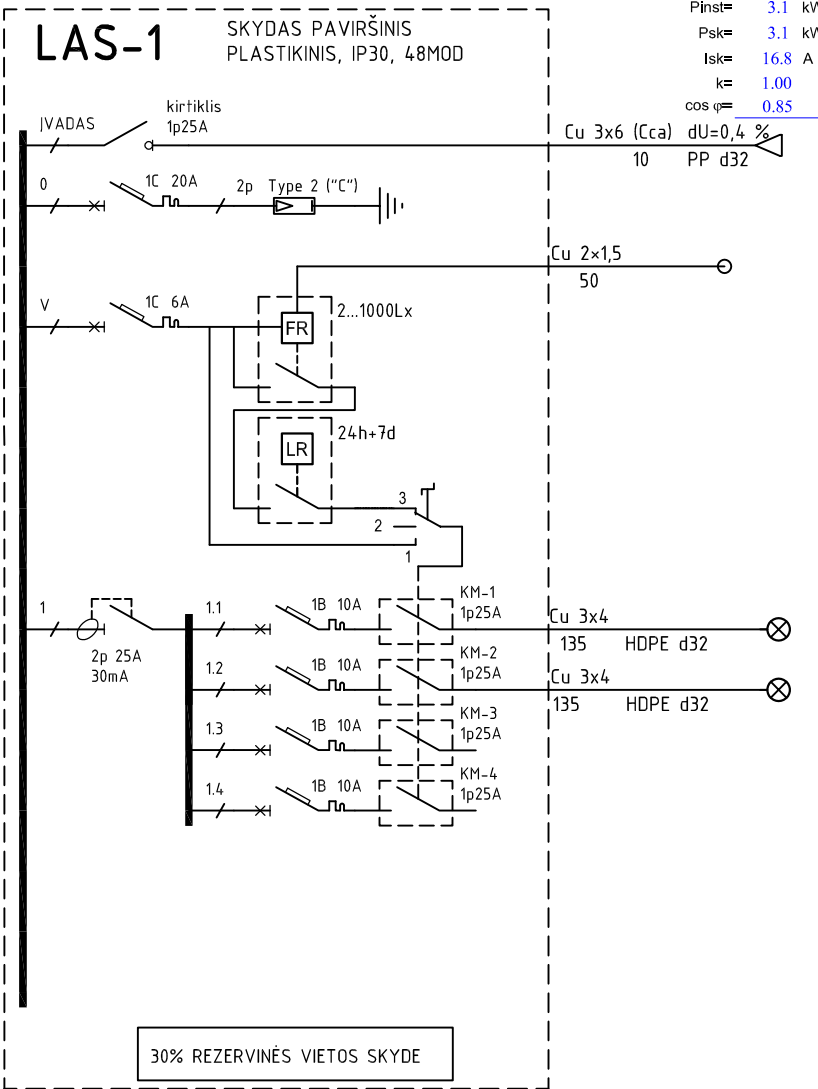 LAS-1
SKYDAS PAVIRŠINIS
PLASTIKINIS, IP30, 48MOD
Pinst= 3.1 kW
Psk= 3.1 kW
Isk= 16.8 A
k= 1.00
cos φ= 0.85
ĮVADAS
kirtiklis
1p25A
Cu 3x6 (Cca) dU=0,4 %
10 PP d32
0
1C 20A
2p Type 2 ("C")
Cu 2×1,5
50
V
1C 6A
FR
2...1000Lx
LR
24h+7d
3
2
1
1
2p 25A
30mA
1.1
1B 10A
KM-1
1p25A
Cu 3x4
135 HDPE d32
1.2
1B 10A
KM-2
1p25A
Cu 3x4
135 HDPE d32
1.3
1B 10A
KM-3
1p25A
1.4
1B 10A
KM-4
1p25A
30% REZERVINĖS VIETOS SKYDE